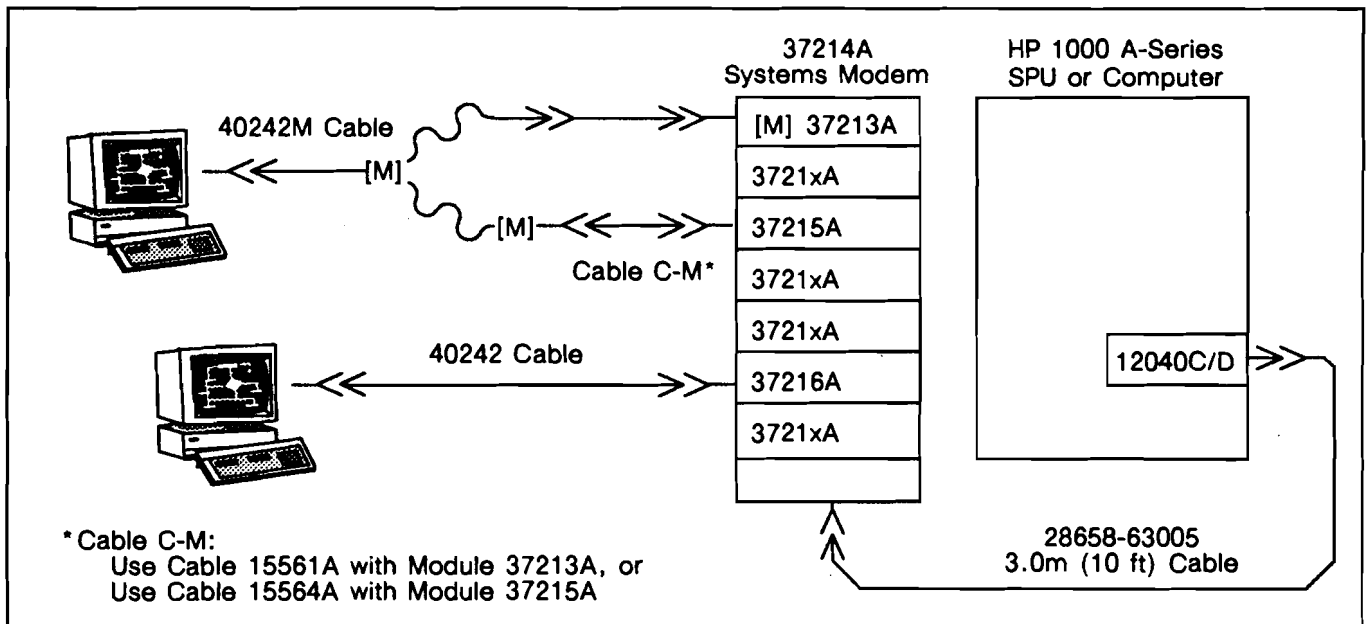 37214A
Systems Modem
HP 1000 A-Series
SPU or Computer
40242M Cable
[M] 37213A
[M]
3721xA
[M]
37215A
Cable C-M*
3721xA
3721xA
40242 Cable
12040C/D
37216A
3721xA
*Cable C-M:
Use Cable 15561A with Module 37213A, or
Use Cable 15564A with Module 37215A
28658-63005
3.0m (10 ft) Cable